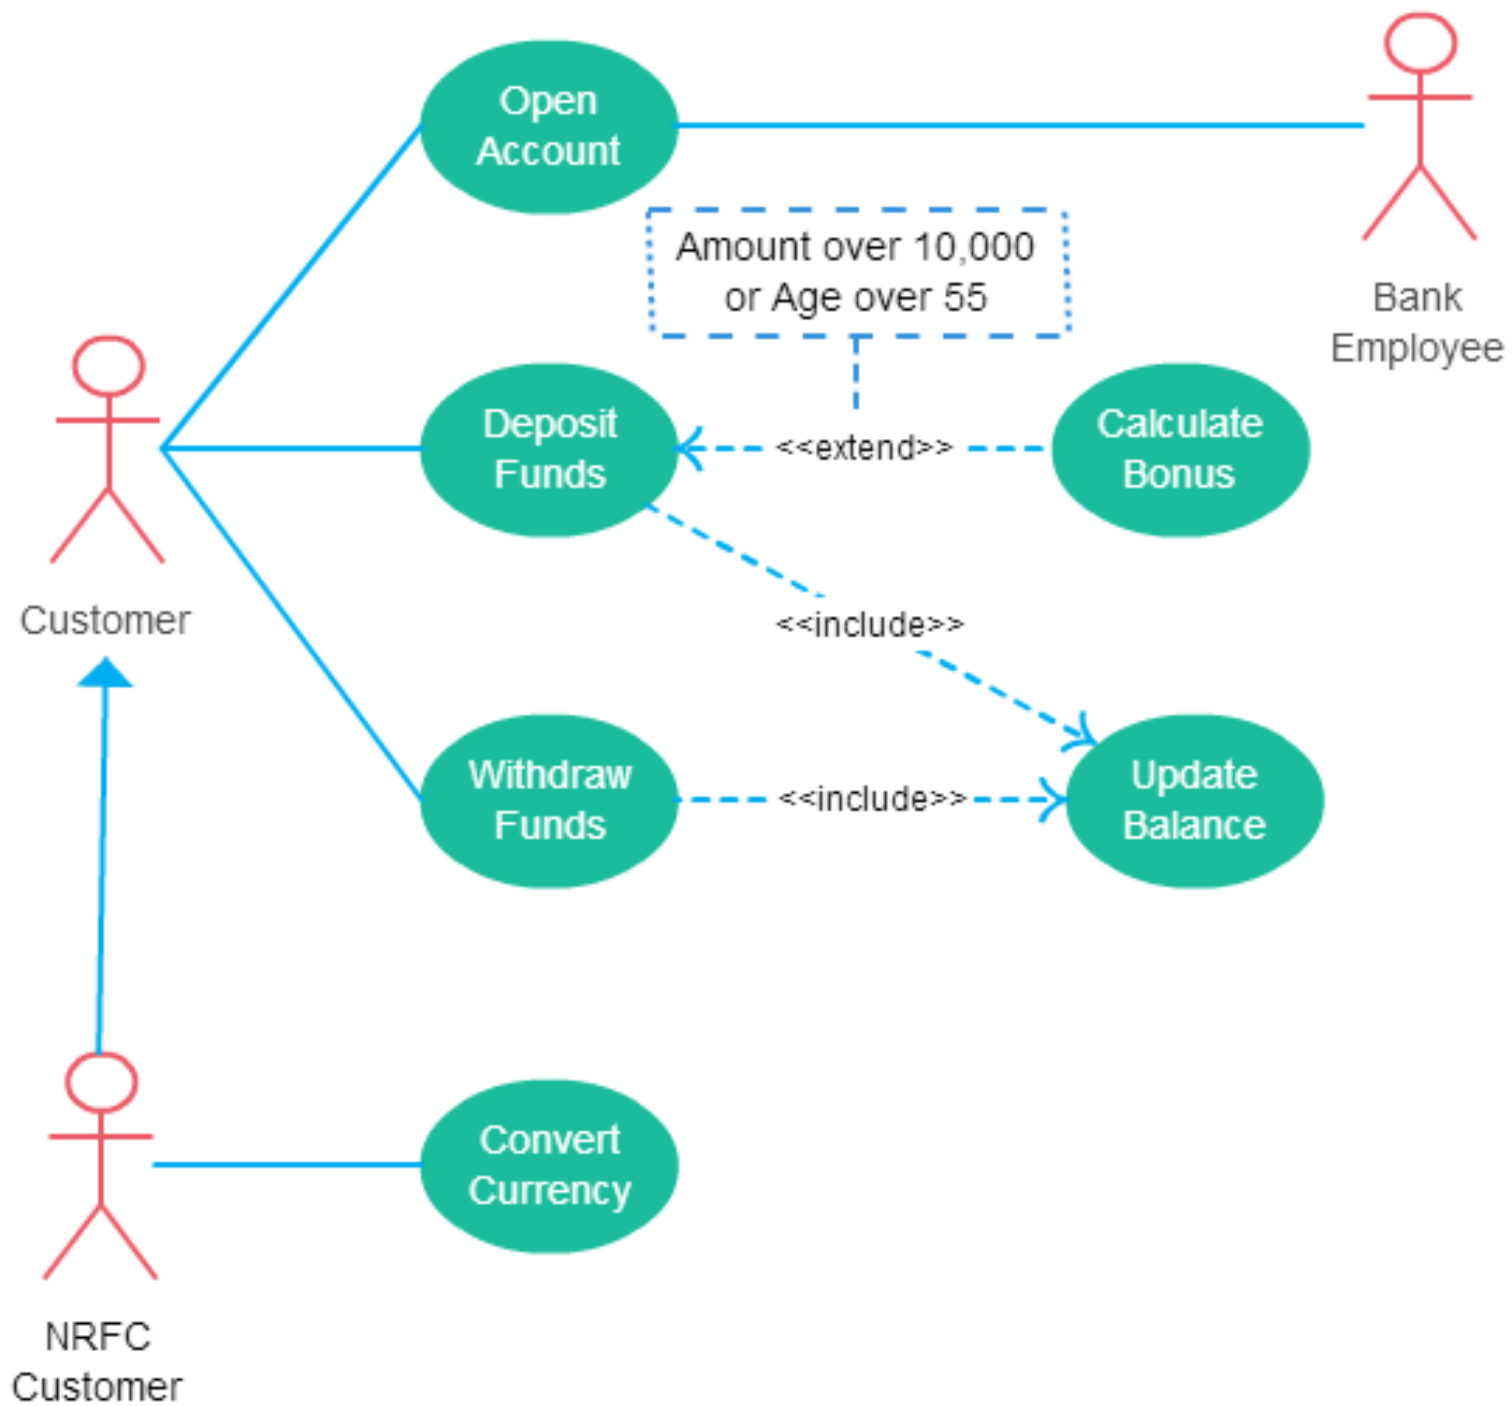 Open
Account
Amount over 10,000
or Age over 55
Bank
Employee
Deposit
Funds
<<extend>>
Calculate
Bonus
Customer
<<include>>
Withdraw
Funds
<<include>>
Update
Balance
Convert
Currency
NRFC
Customer